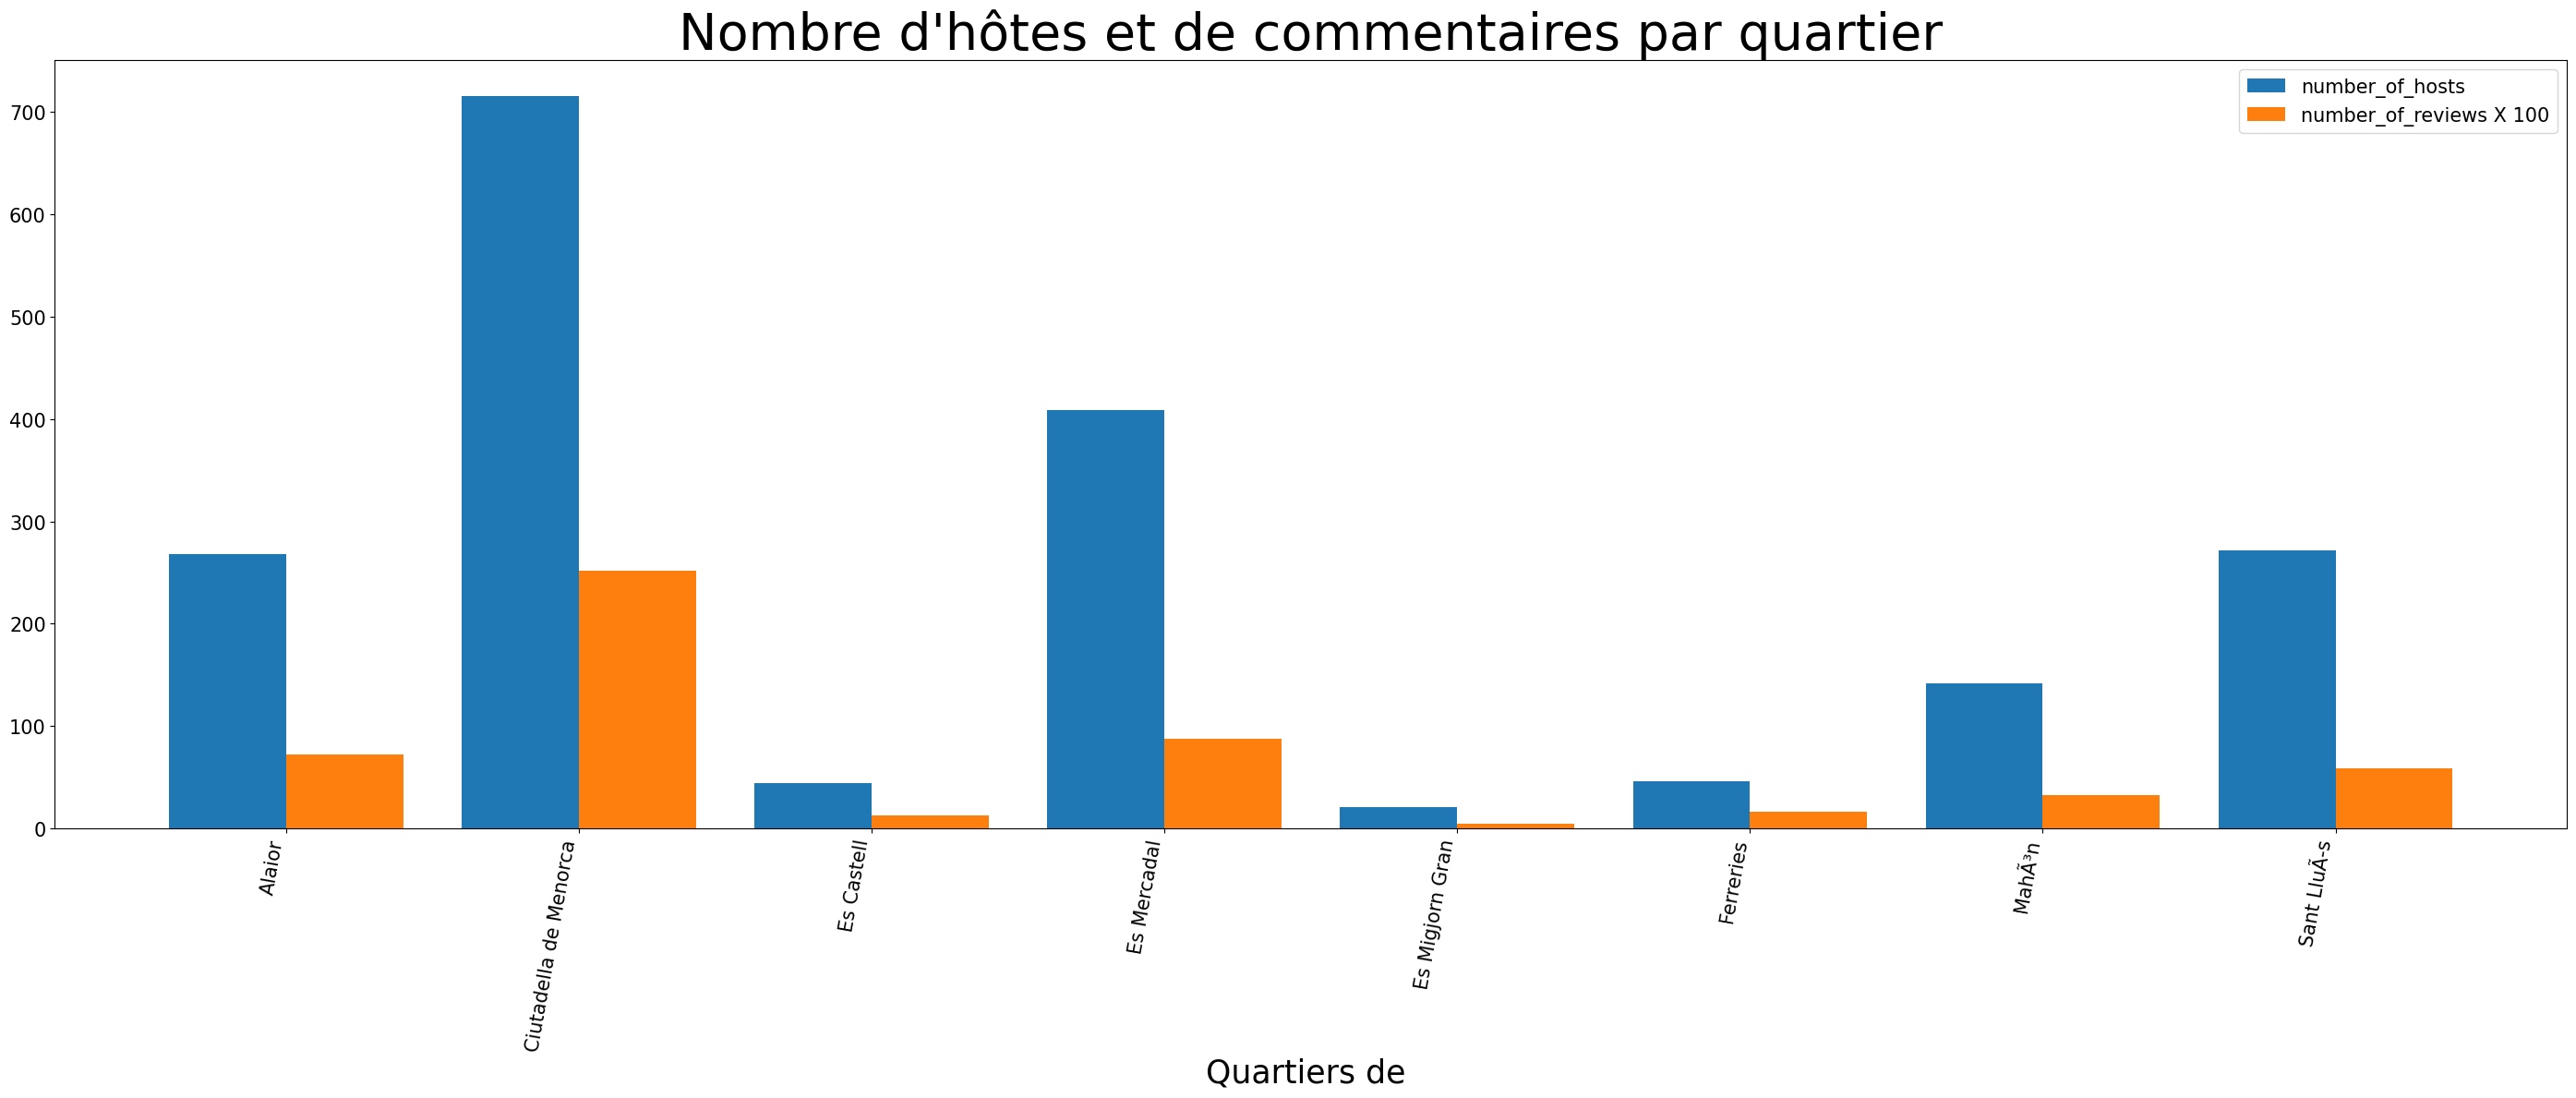 Nombre d'hôtes et de commentaires par quartier
number_of_hosts
number_of_reviews X 100
700
600
500
400
300
200
100
0
Alaior
Ciutadella de Menorca
Es Castell
Es Mercadal
Es Migjorn Gran
Ferreries
MahÃ³n
Sant LluÃ-s
Quartiers de